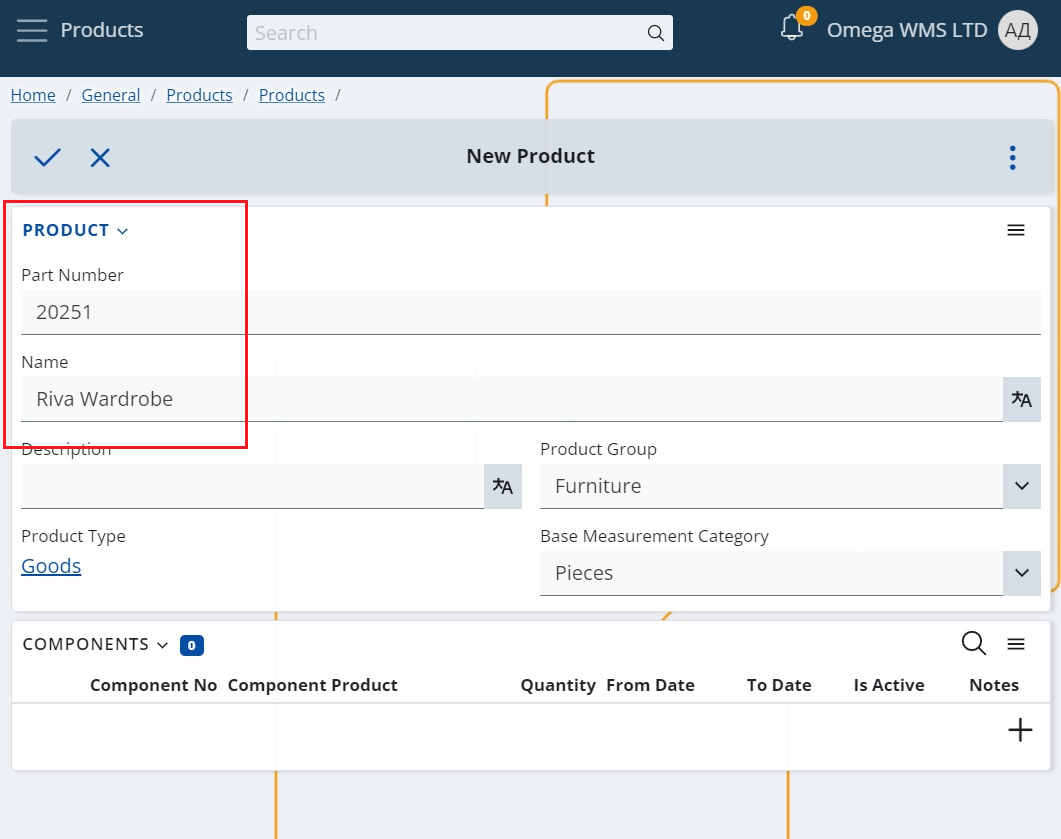 Products Search 0 Omega WMS LTD АД
Home / General / Products / Products /
New Product
PRODUCT
Part Number
20251
Name
Riva Wardrobe
Description Product Group
Furniture
Product Type Base Measurement Category
Goods Pieces
COMPONENTS 0
Component No Component Product Quantity From Date To Date Is Active Notes